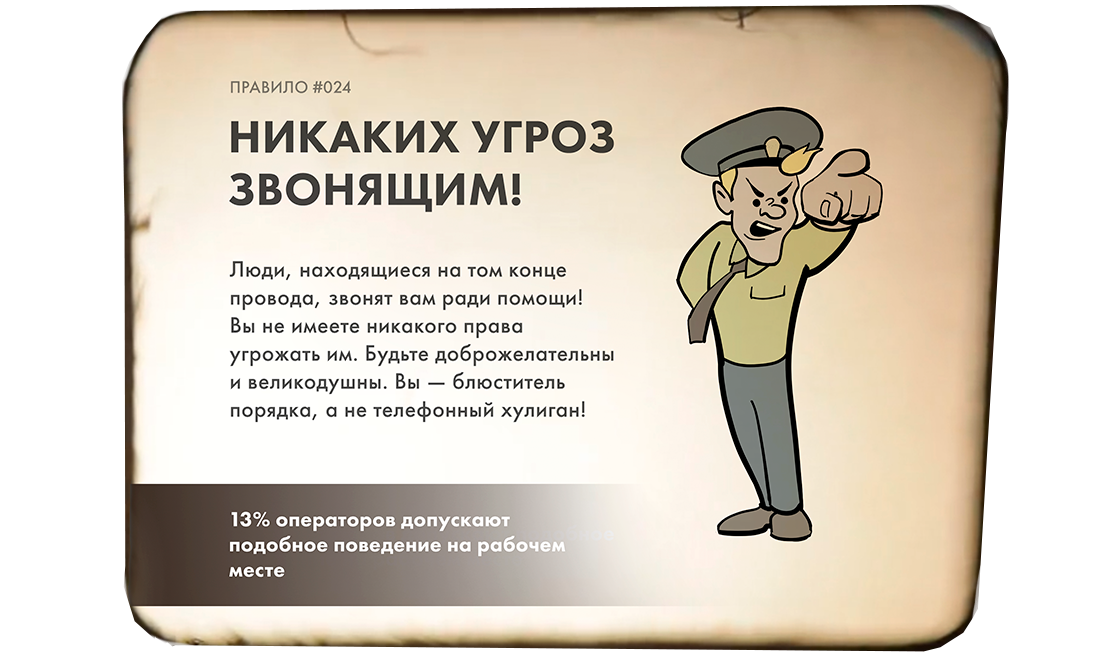 ПРАВИЛО #024
НИКАКИХ УГРОЗ
ЗВОНЯЩИМ!
Люди, находящиеся на том конце
провода, звонят вам ради помощи!
Вы не имеете никакого права
угрожать им. Будьте доброжелательны
и великодушны. Вы — блюститель
порядка, а не телефонный хулиган!
13% операторов допускают
подобное поведение на рабочем
месте